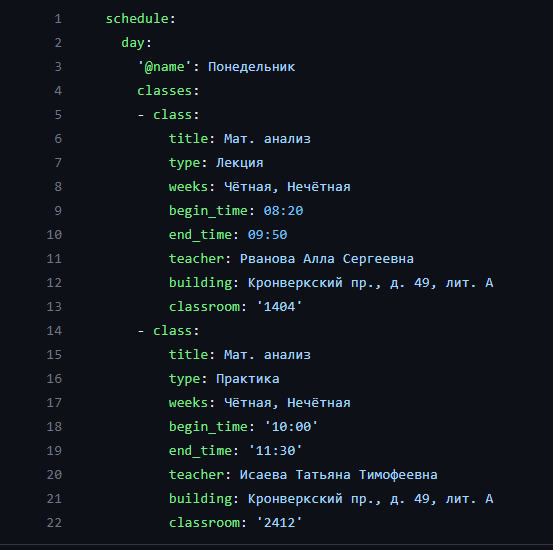 1 schedule:
2 day:
3 '@name': Понедельник
4 classes:
5 - class:
6 title: Мат. анализ
7 type: Лекция
8 weeks: Чётная, Нечётная
9 begin_time: 08:20
10 end_time: 09:50
11 teacher: Рванова Алла Сергеевна
12 building: Кронверкский пр., д. 49, лит. А
13 classroom: '1404'
14 - class:
15 title: Мат. анализ
16 type: Практика
17 weeks: Чётная, Нечётная
18 begin_time: '10:00'
19 end_time: '11:30'
20 teacher: Исаева Татьяна Тимофеевна
21 building: Кронверкский пр., д. 49, лит. А
22 classroom: '2412'